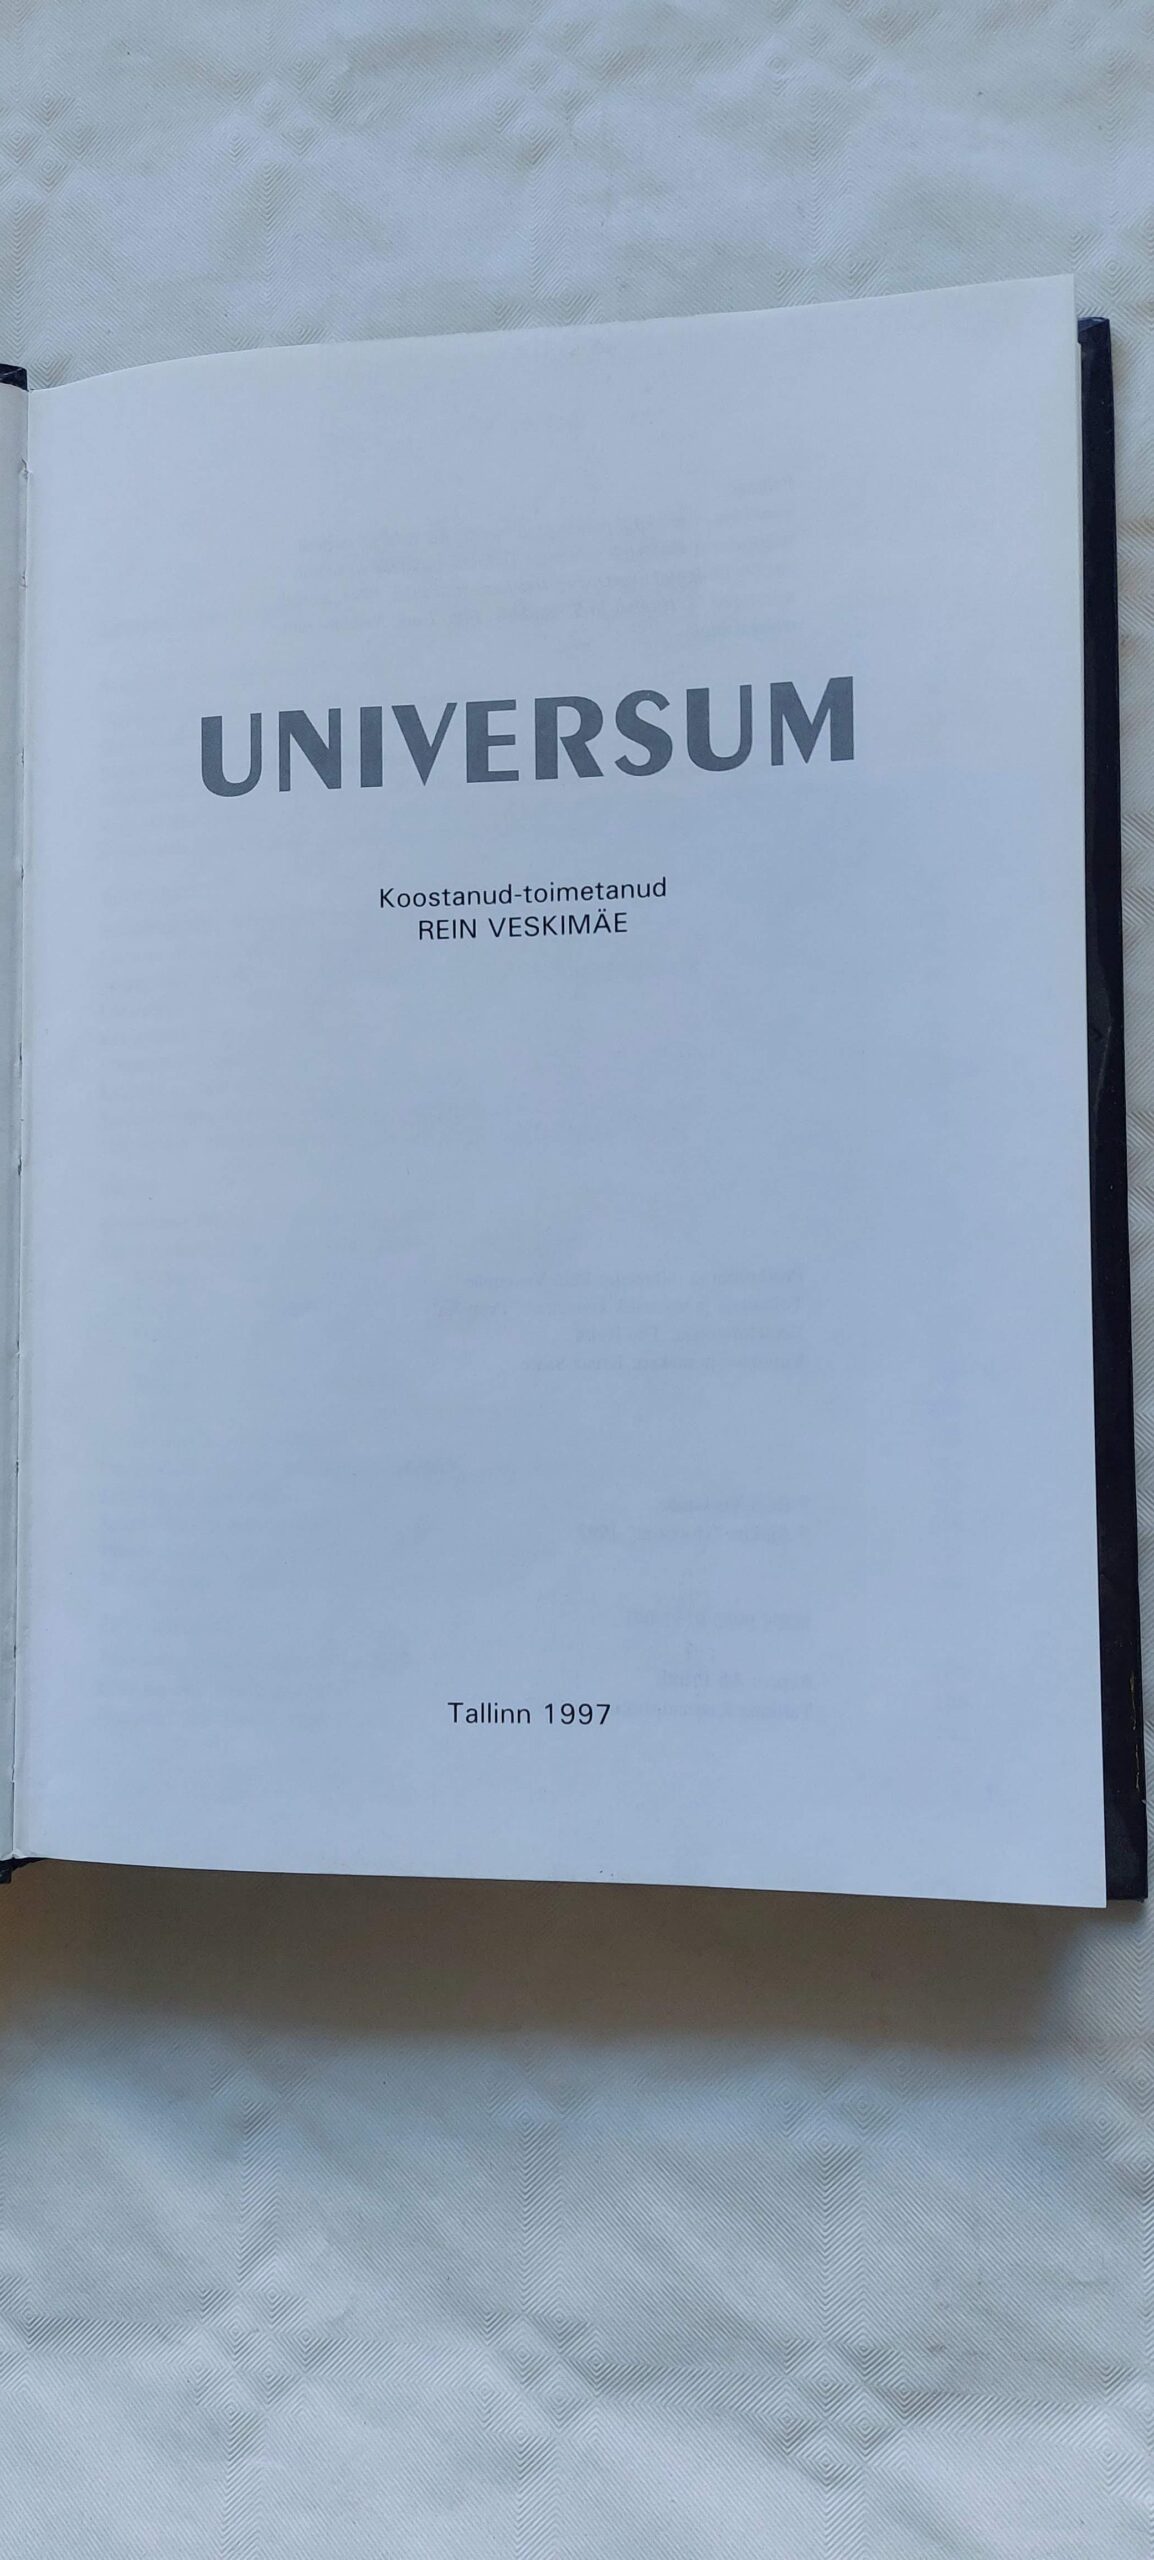 UNIVERSUM
Koostanud-toimetanud
REIN VESKIMÄE
Tallinn 1997